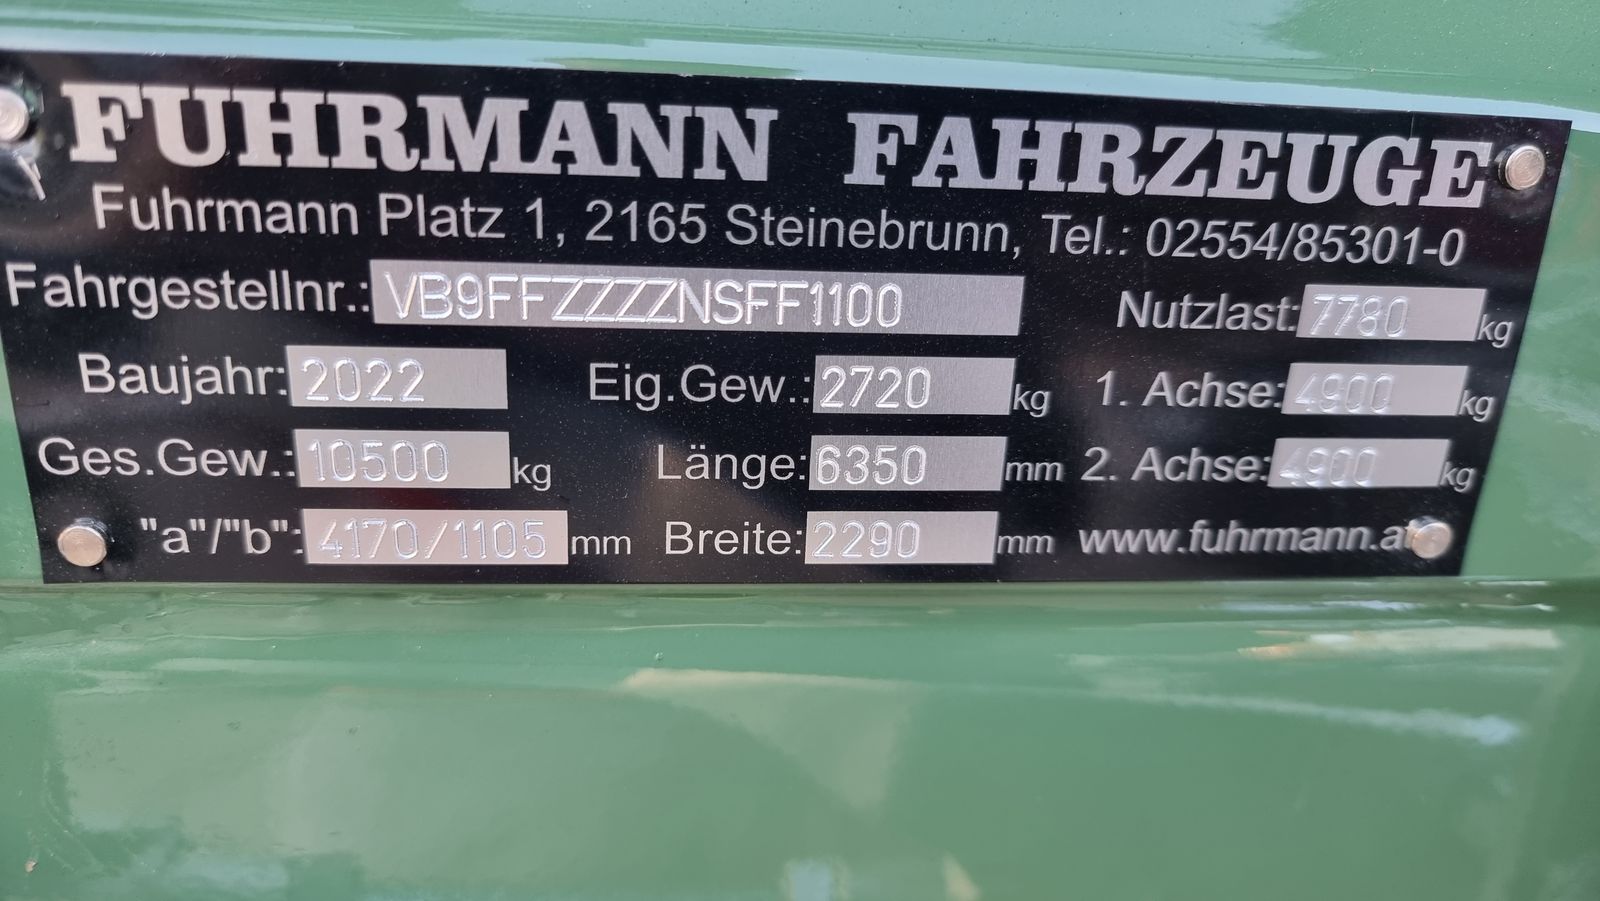 FUHRMANN FAHRZEUGE
Fuhrmann Platz 1, 2165 Steinebrunn, Tel.: 02554/85301-0
Fahrgestellnr.: VB9FFZZZZNSFF1100 Nutzlast: 7780 kg
Baujahr: 2022 Eig.Gew.: 2720 kg 1. Achse: 4900 kg
Ges.Gew.: 10500 kg Länge: 6350 mm 2. Achse: 4900 kg
"a"/"b": 4170/1105 mm Breite: 2290 mm www.fuhrmann.at